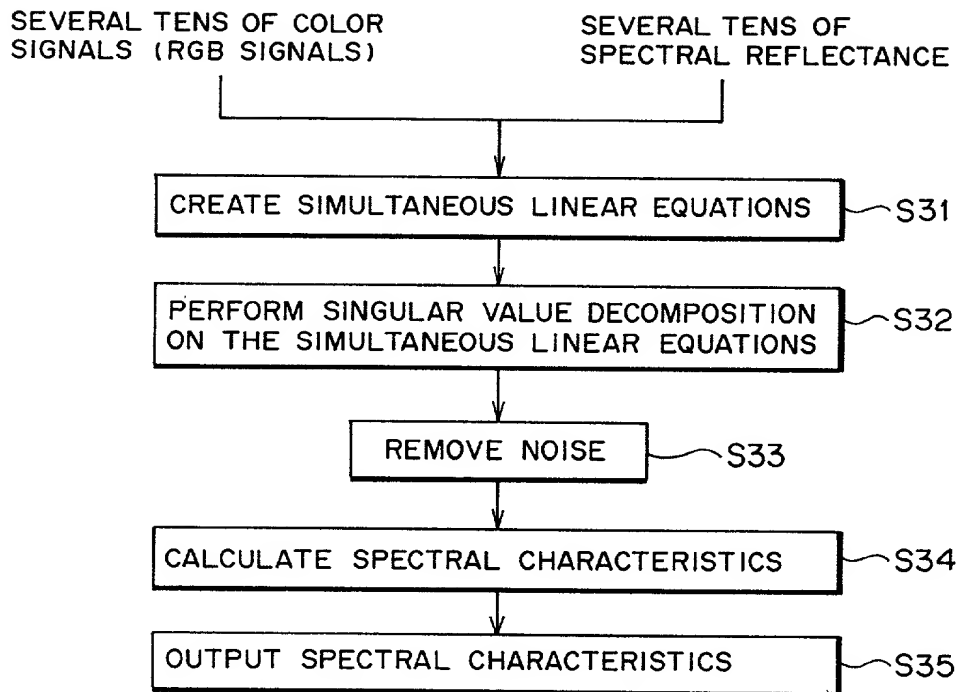 SEVERAL TENS OF COLOR
SIGNALS (RGB SIGNALS)
SEVERAL TENS OF
SPECTRAL REFLECTANCE
CREATE SIMULTANEOUS LINEAR EQUATIONS
S31
PERFORM SINGULAR VALUE DECOMPOSITION
ON THE SIMULTANEOUS LINEAR EQUATIONS
S32
REMOVE NOISE
S33
CALCULATE SPECTRAL CHARACTERISTICS
S34
OUTPUT SPECTRAL CHARACTERISTICS
S35